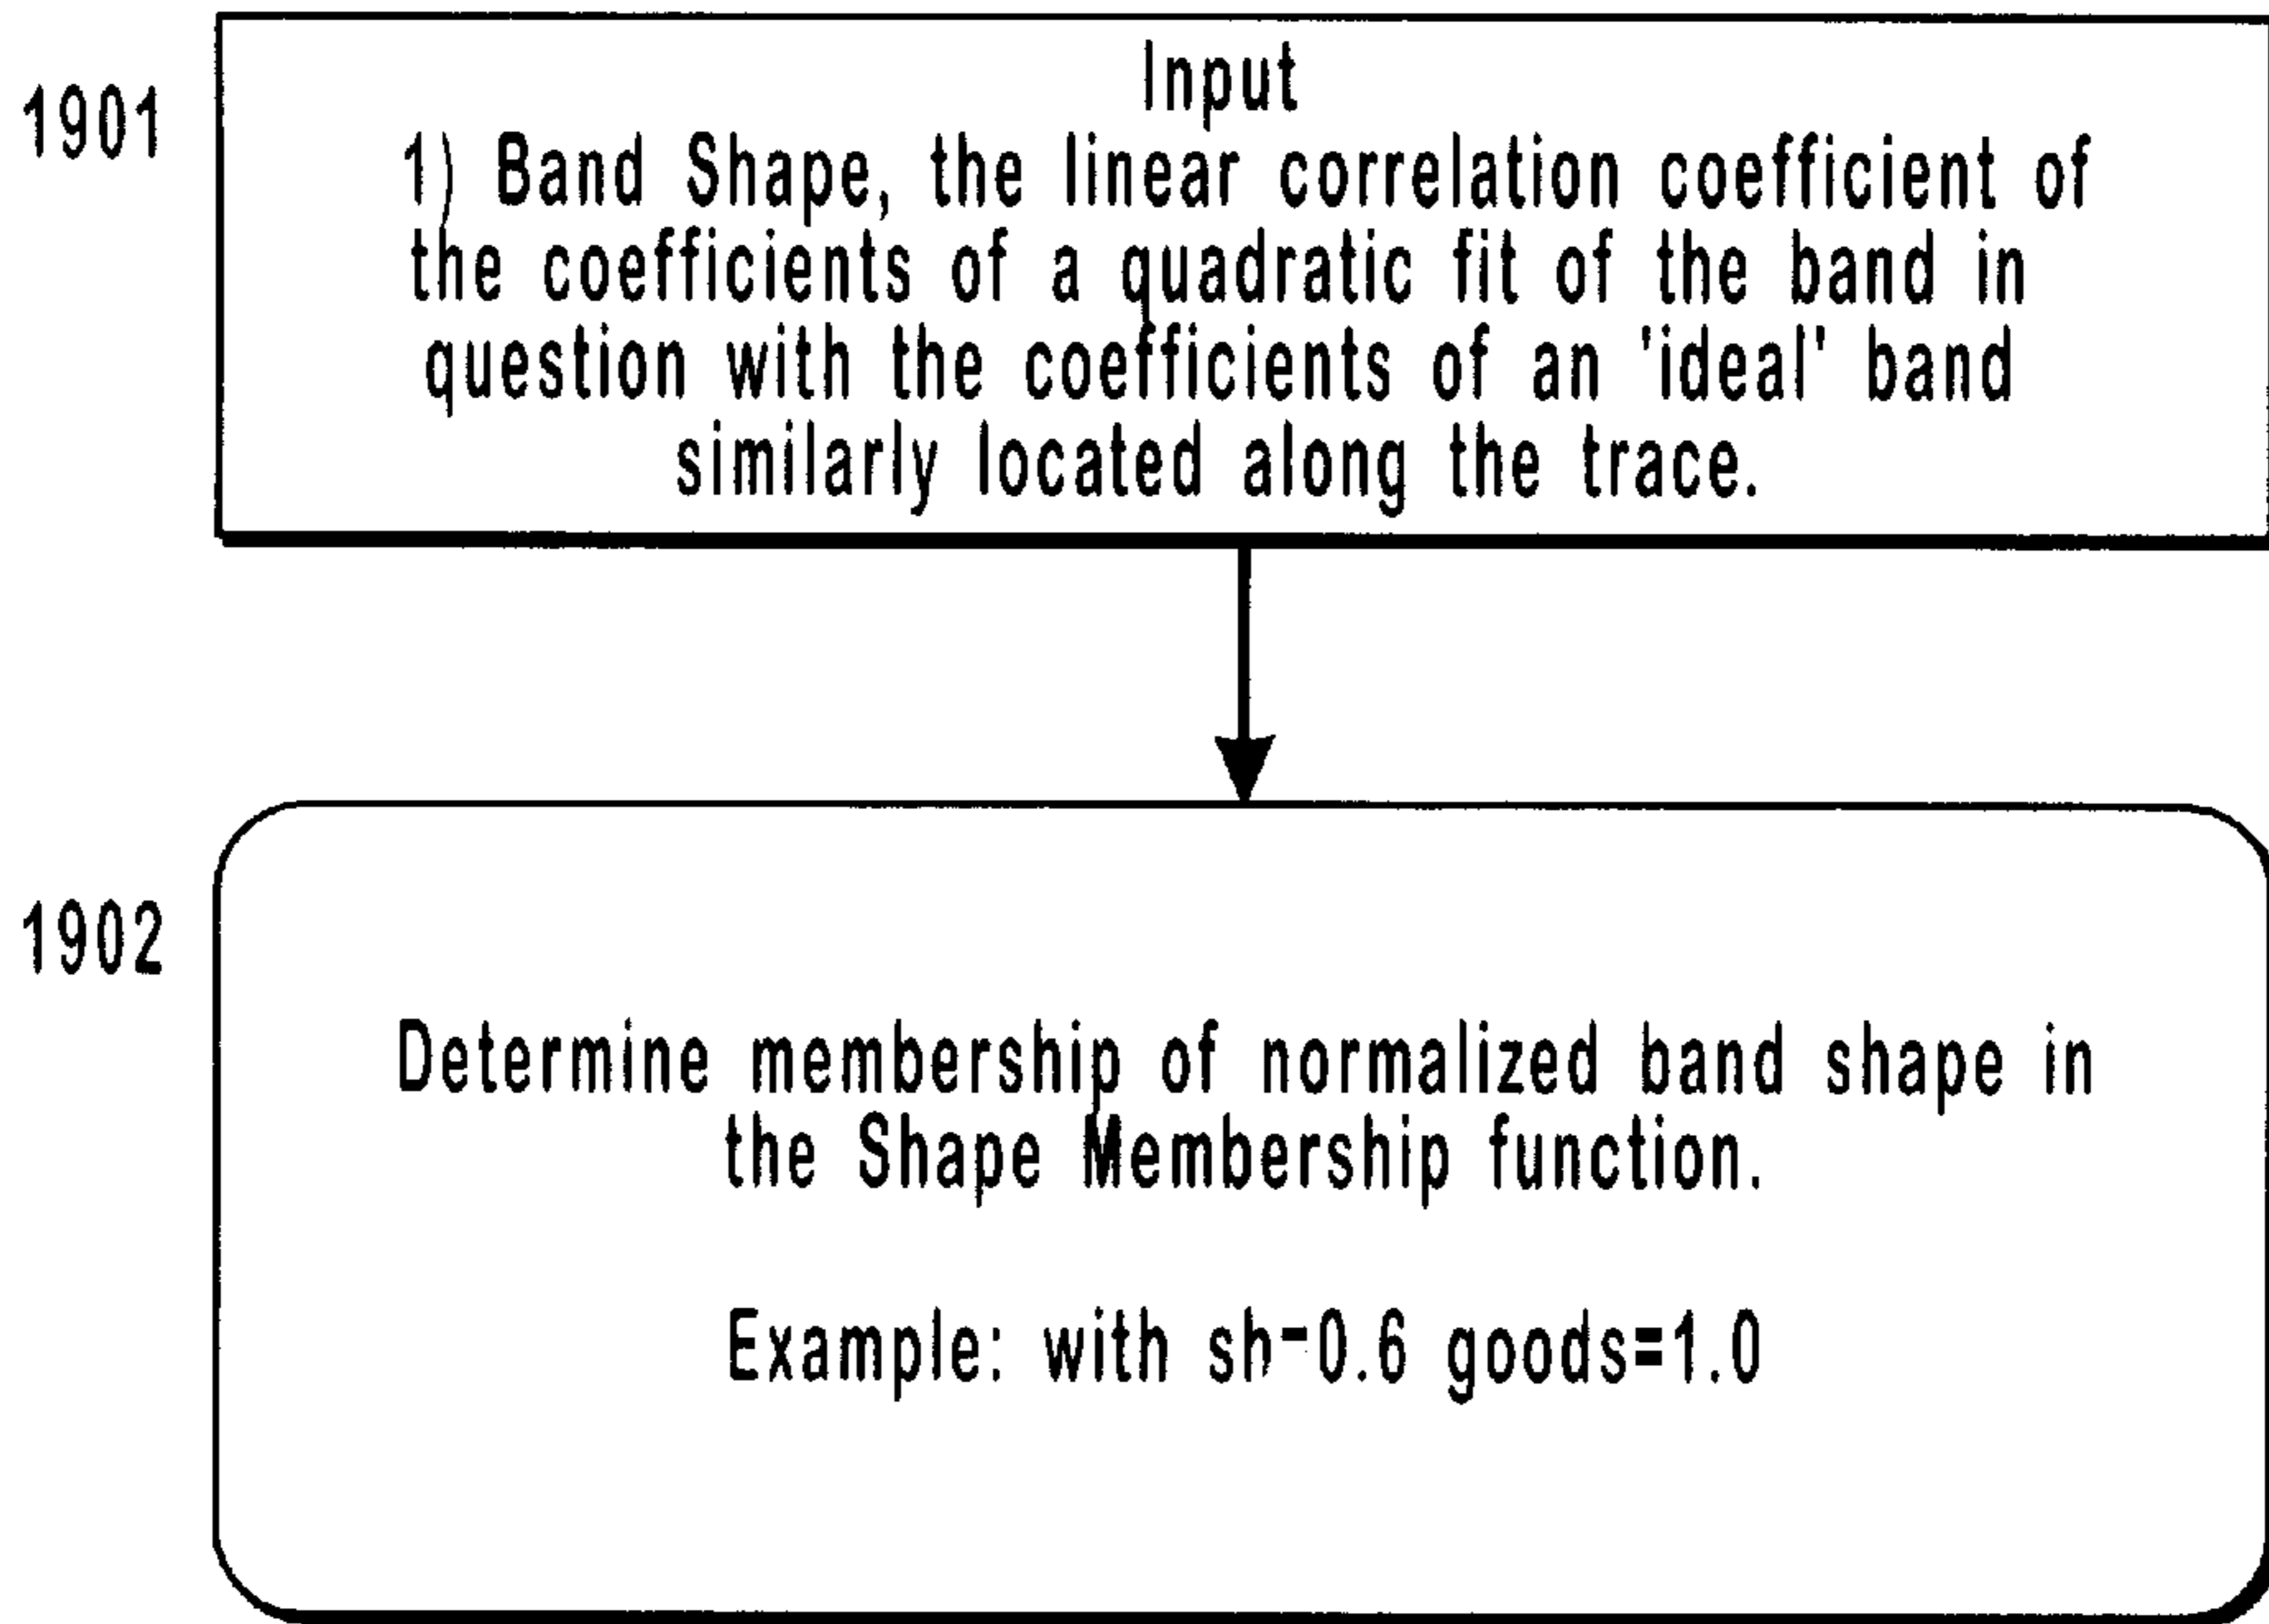 1901
Input
1) Band Shape, the linear correlation coefficient of
the coefficients of a quadratic fit of the band in
question with the coefficients of an 'ideal' band
similarly located along the trace.
1902
Determine membership of normalized band shape in
the Shape Membership function.
Example: with sh=0.6 goods=1.0